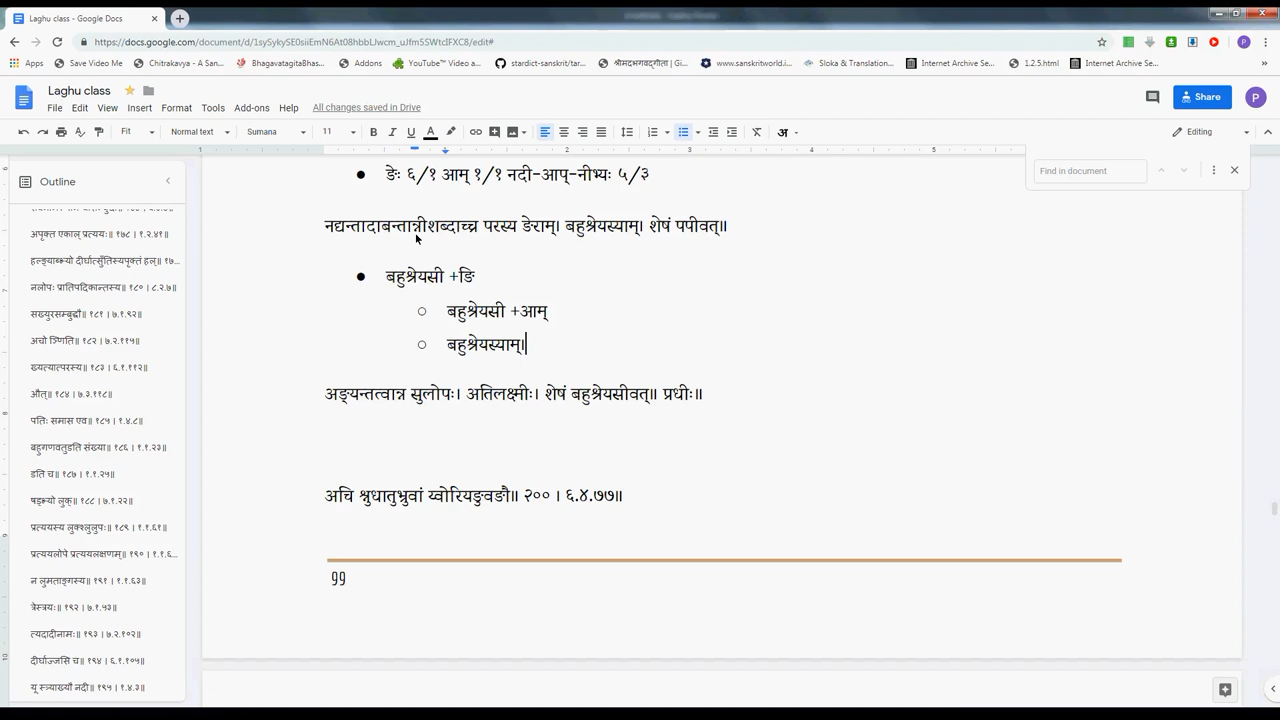 Laghu class - Google Docs
https://docs.google.com/document/d/1sySykySE0siiEmN6At08hbbLJwcm_uJfm5SWtcIFXC8/edit#
Apps Save Me Chitrakavya - A San... BhagavatagitaBhas... Addons YouTube™ Video a... stardict-sanskrit/tar... श्रीमदभगवद्गीता | Gi... www.sanskritworld.i... Sloka & Translation... Internet Archive Se... 1.2.5.html Internet Archive Se...
Laghu class
File Edit View Insert Format Tools Add-ons Help All changes saved in Drive
Share
P
Fit Normal text Sumana 11 अ Editing
Find in document
Outline
अपृक्त एकाल् प्रत्ययः॥ १७८ । १.२.४१॥
हल्ङ्याब्भ्यो दीर्घात्सुँतिस्यपृक्तं हल्॥ १७...
नलोपः प्रातिपदिकान्तस्य॥ १८० । ८.२.७॥
सख्युरसम्बुद्धौ॥ १८१ । ७.१.९२॥
अचो ञ्णिति॥ १८२ । ७.२.११५॥
ख्यत्यात्परस्य॥ १८३ । ६.१.११२॥
औत्॥ १८४ । ७.३.११८॥
पतिः समास एव॥ १८५ । १.४.८॥
बहुगणवतुडति संख्या॥ १८६ । १.१.२३॥
डति च॥ १८७ । १.१.२५॥
षड्भ्यो लुक्॥ १८८ । ७.१.२२॥
प्रत्ययस्य लुक्श्लुलुपः॥ १८९ । १.१.६१॥
प्रत्ययलोपे प्रत्ययलक्षणम्॥ १९० । १.१.६...
न लुमताङ्गस्य॥ १९१ । १.१.६३॥
त्रेस्त्रयः॥ १९२ । ७.१.५३॥
त्यदादीनामः॥ १९३ । ७.२.१०२॥
दीर्घाज्जसि च॥ १९४ । ६.१.१०५॥
यू स्त्र्याख्यौ नदी॥ १९५ । १.४.३॥
ङेः ६/१ आम् १/१ नदी-आप्-नीभ्यः ५/३
नद्यन्तादाबन्तान्नीशब्दाच्च परस्य ङेराम्। बहुश्रेयस्याम्। शेषं पपीवत्॥
बहुश्रेयसी +ङि
बहुश्रेयसी +आम्
बहुश्रेयस्याम्।
अङ्यन्तत्वान्न सुलोपः। अतिलक्ष्मीः। शेषं बहुश्रेयसीवत्॥ प्रधीः॥
अचि श्नुधातुभ्रुवां य्वोरियङुवङौ॥ २०० । ६.४.७७॥
99